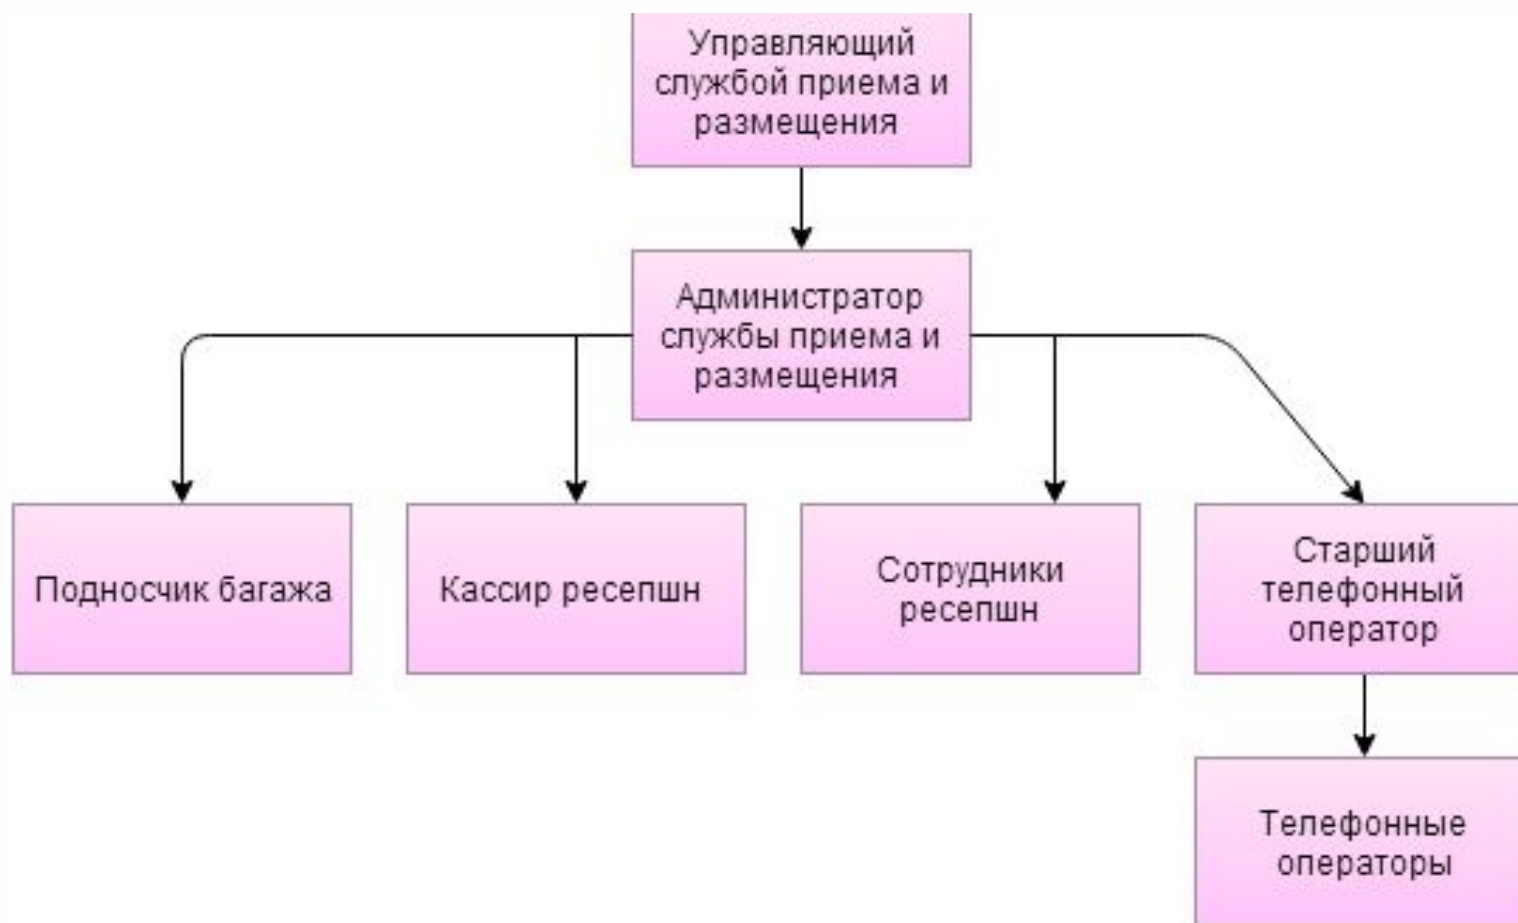 Управляющий
службой приема и
размещения
Администратор
службы приема и
размещения
Подносчик багажа
Кассир ресепшн
Сотрудники
ресепшн
Старший
телефонный
оператор
Телефонные
операторы